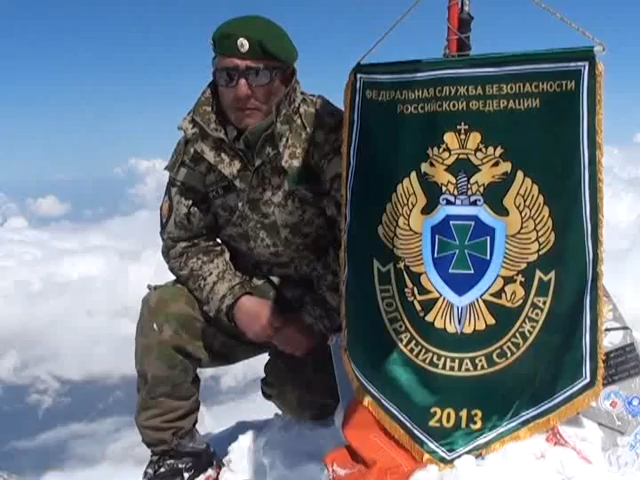 ФЕДЕРАЛЬНАЯ СЛУЖБА БЕЗОПАСНОСТИ
РОССИЙСКОЙ ФЕДЕРАЦИИ
ПОГРАНИЧНАЯ СЛУЖБА
2013